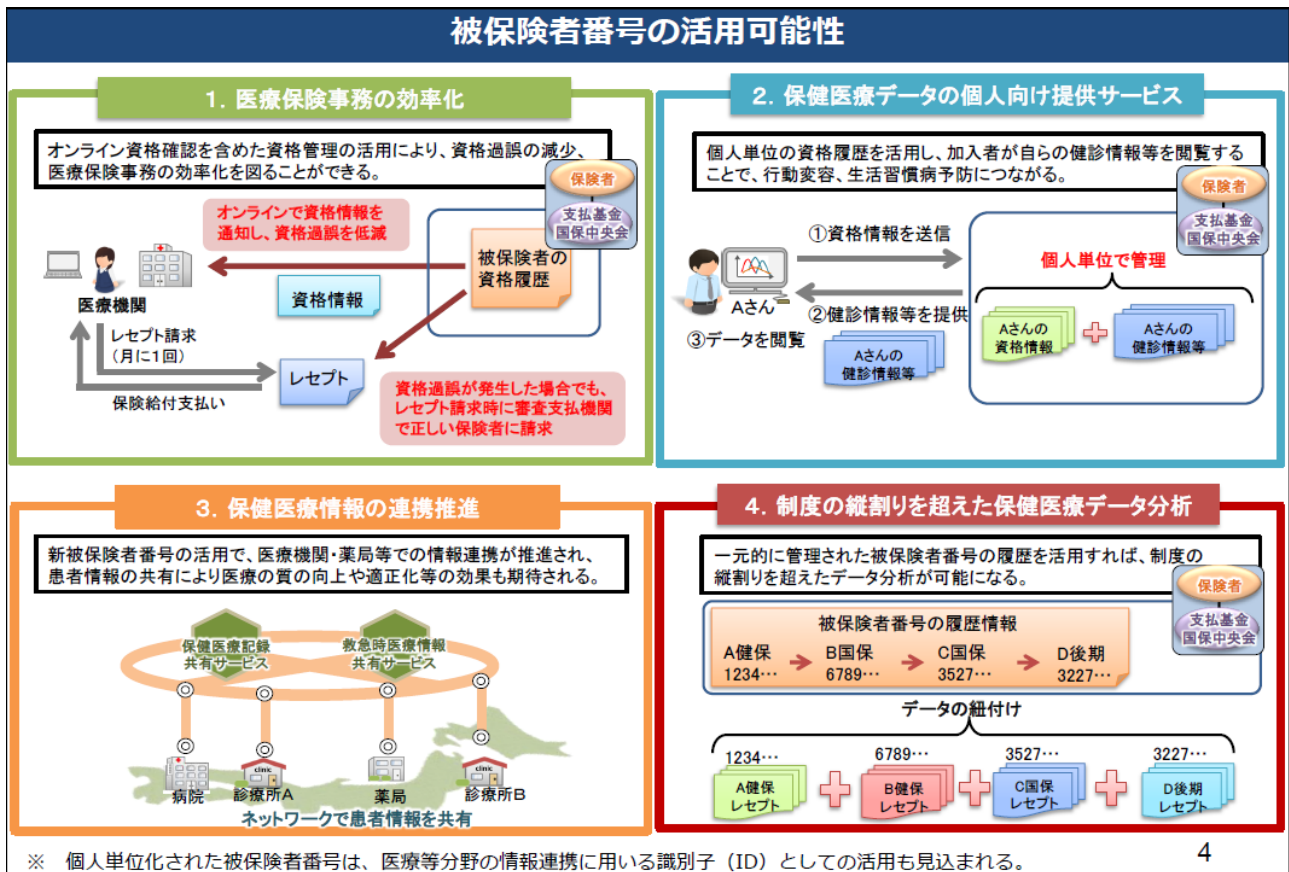 被保険者番号の活用可能性
1．医療保険事務の効率化
オンライン資格確認を含めた資格管理の活用により、資格過誤の減少、
医療保険事務の効率化を図ることができる。
保険者
支払基金
国保中央会
オンラインで資格情報を
通知し、資格過誤を低減
被保険者の
資格履歴
資格情報
医療機関
レセプト請求
（月に１回）
レセプト
保険給付支払い
資格過誤が発生した場合でも、
レセプト請求時に審査支払機関
で正しい保険者に請求
2．保健医療データの個人向け提供サービス
個人単位の資格履歴を活用し、加入者が自らの健診情報等を閲覧する
ことで、行動変容、生活習慣病予防につながる。
保険者
支払基金
国保中央会
①資格情報を送信
個人単位で管理
Aさん
②健診情報等を提供
③データを閲覧
Aさんの
健診情報等
Aさんの
資格情報
Aさんの
健診情報等
3．保健医療情報の連携推進
新被保険者番号の活用で、医療機関・薬局等での情報連携が推進され、
患者情報の共有により医療の質の向上や適正化等の効果も期待される。
保健医療記録
共有サービス
救急時医療情報
共有サービス
clinic
clinic
病院
診療所A
薬局
診療所B
ネットワークで患者情報を共有
4．制度の縦割りを超えた保健医療データ分析
一元的に管理された被保険者番号の履歴を活用すれば、制度の
縦割りを超えたデータ分析が可能になる。
保険者
支払基金
国保中央会
被保険者番号の履歴情報
A健保 B国保 C国保 D後期
1234… 6789… 3527… 3227…
データの紐付け
1234… 6789… 3527… 3227…
A健保
レセプト
B健保
レセプト
C国保
レセプト
D後期
レセプト
※　個人単位化された被保険者番号は、医療等分野の情報連携に用いる識別子（ID）としての活用も見込まれる。
4